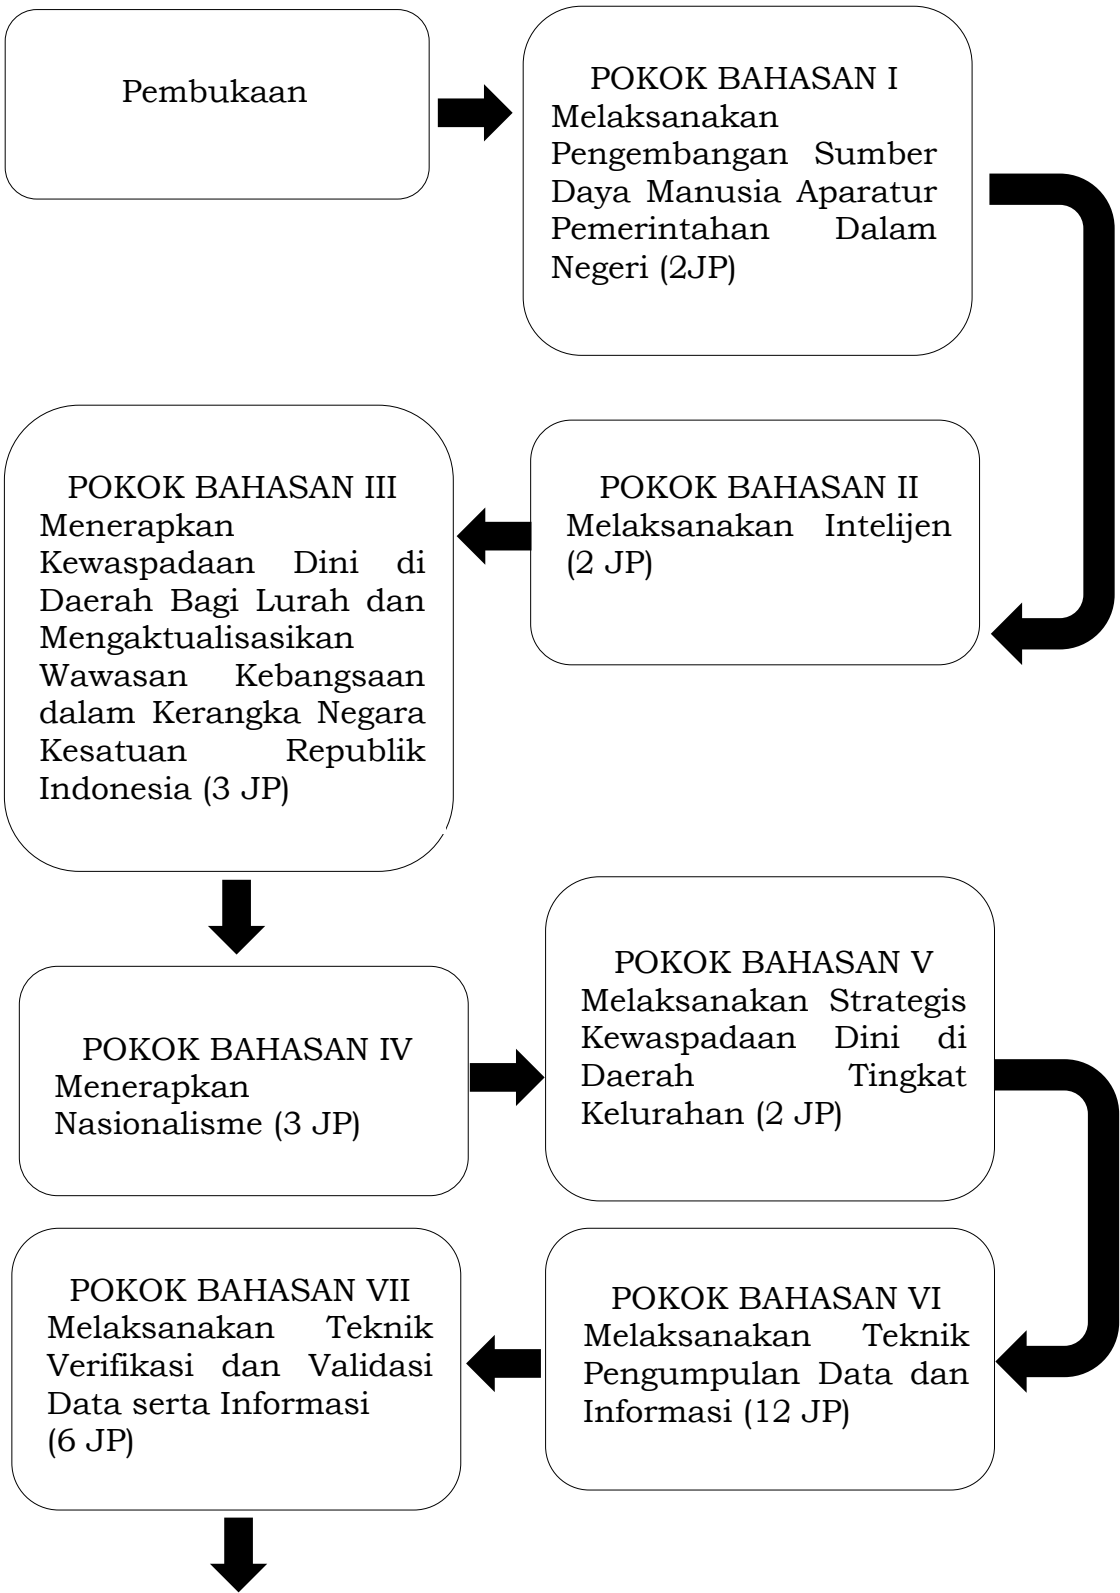 Pembukaan
POKOK BAHASAN I
Melaksanakan
Pengembangan Sumber
Daya Manusia Aparatur
Pemerintahan Dalam
Negeri (2JP)
POKOK BAHASAN II
Melaksanakan Intelijen
(2 JP)
POKOK BAHASAN III
Menerapkan
Kewaspadaan Dini di
Daerah Bagi Lurah dan
Mengaktualisasikan
Wawasan Kebangsaan
dalam Kerangka Negara
Kesatuan Republik
Indonesia (3 JP)
POKOK BAHASAN IV
Menerapkan
Nasionalisme (3 JP)
POKOK BAHASAN V
Melaksanakan Strategis
Kewaspadaan Dini di
Daerah Tingkat
Kelurahan (2 JP)
POKOK BAHASAN VI
Melaksanakan Teknik
Pengumpulan Data dan
Informasi (12 JP)
POKOK BAHASAN VII
Melaksanakan Teknik
Verifikasi dan Validasi
Data serta Informasi
(6 JP)